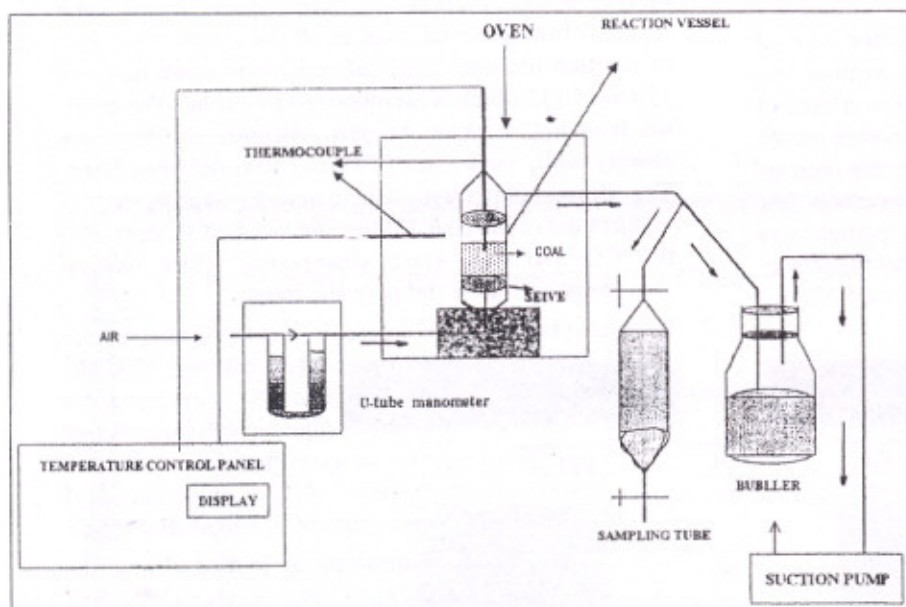 REACTION VESSEL
OVEN
THERMOCOUPLE
COAL
SEIVE
AIR
U-tube manometer
TEMPERATURE CONTROL PANEL
DISPLAY
BUBLLER
SAMPLING TUBE
SUCTION PUMP